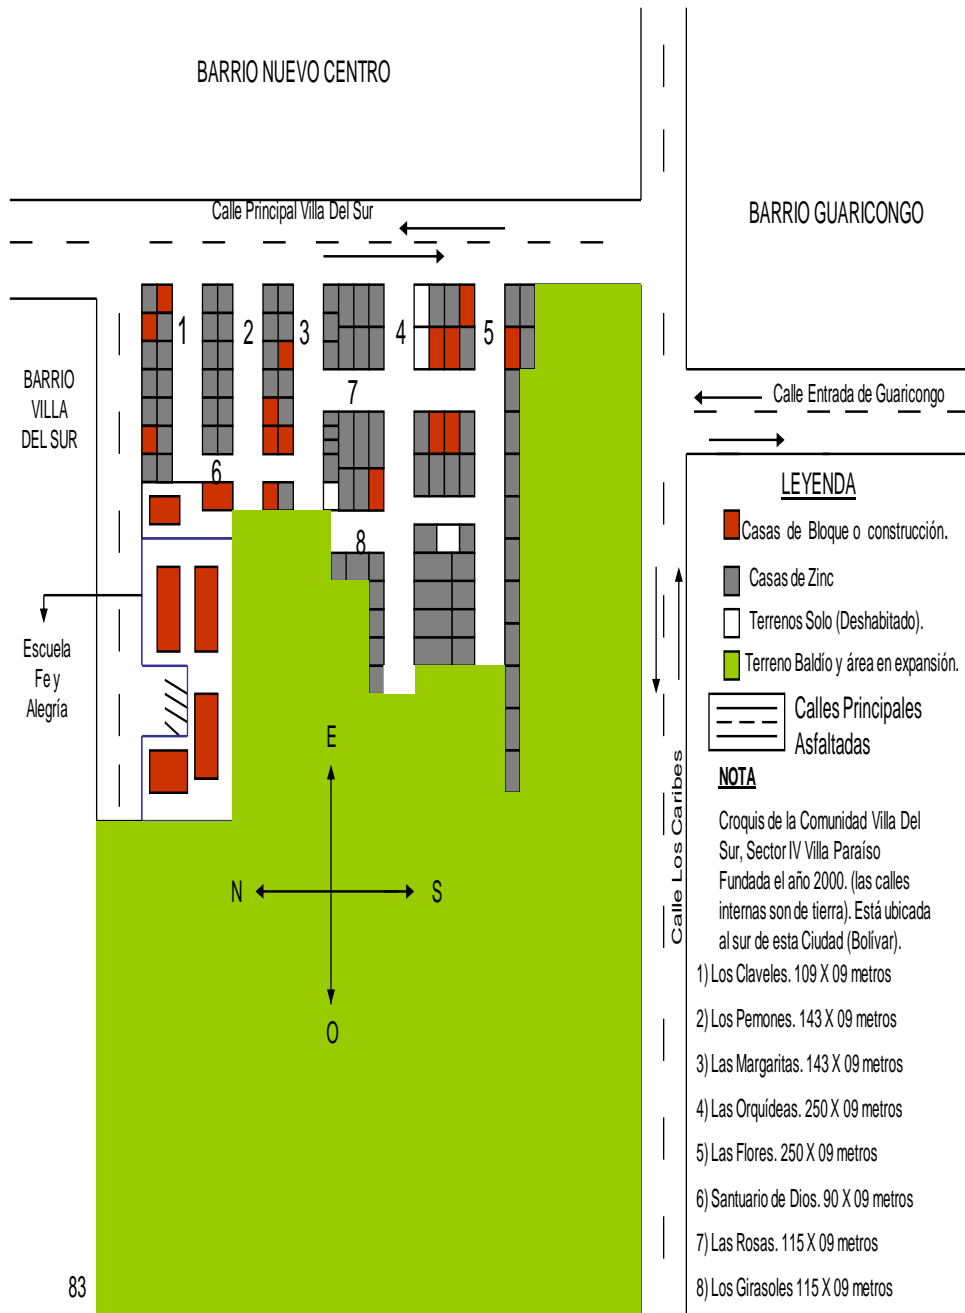 BARRIO NUEVO CENTRO
Calle Principal Villa Del Sur
BARRIO GUARICONGO
BARRIO
VILLA
DEL SUR
1
2
3
4
5
7
6
8
Calle Entrada de Guaricongo
LEYENDA
Casas de Bloque o construcción.
Casas de Zinc
Terrenos Solo (Deshabitado).
Terreno Baldío y área en expansión.
Calles Principales
Asfaltadas
Escuela
Fe y
Alegría
E
N
S
O
Calle Los Caribes
NOTA
Croquis de la Comunidad Villa Del
Sur, Sector IV Villa Paraíso
Fundada el año 2000. (las calles
internas son de tierra). Está ubicada
al sur de esta Ciudad (Bolívar).
1) Los Claveles. 109 X 09 metros
2) Los Pemones. 143 X 09 metros
3) Las Margaritas. 143 X 09 metros
4) Las Orquídeas. 250 X 09 metros
5) Las Flores. 250 X 09 metros
6) Santuario de Dios. 90 X 09 metros
7) Las Rosas. 115 X 09 metros
8) Los Girasoles 115 X 09 metros
83